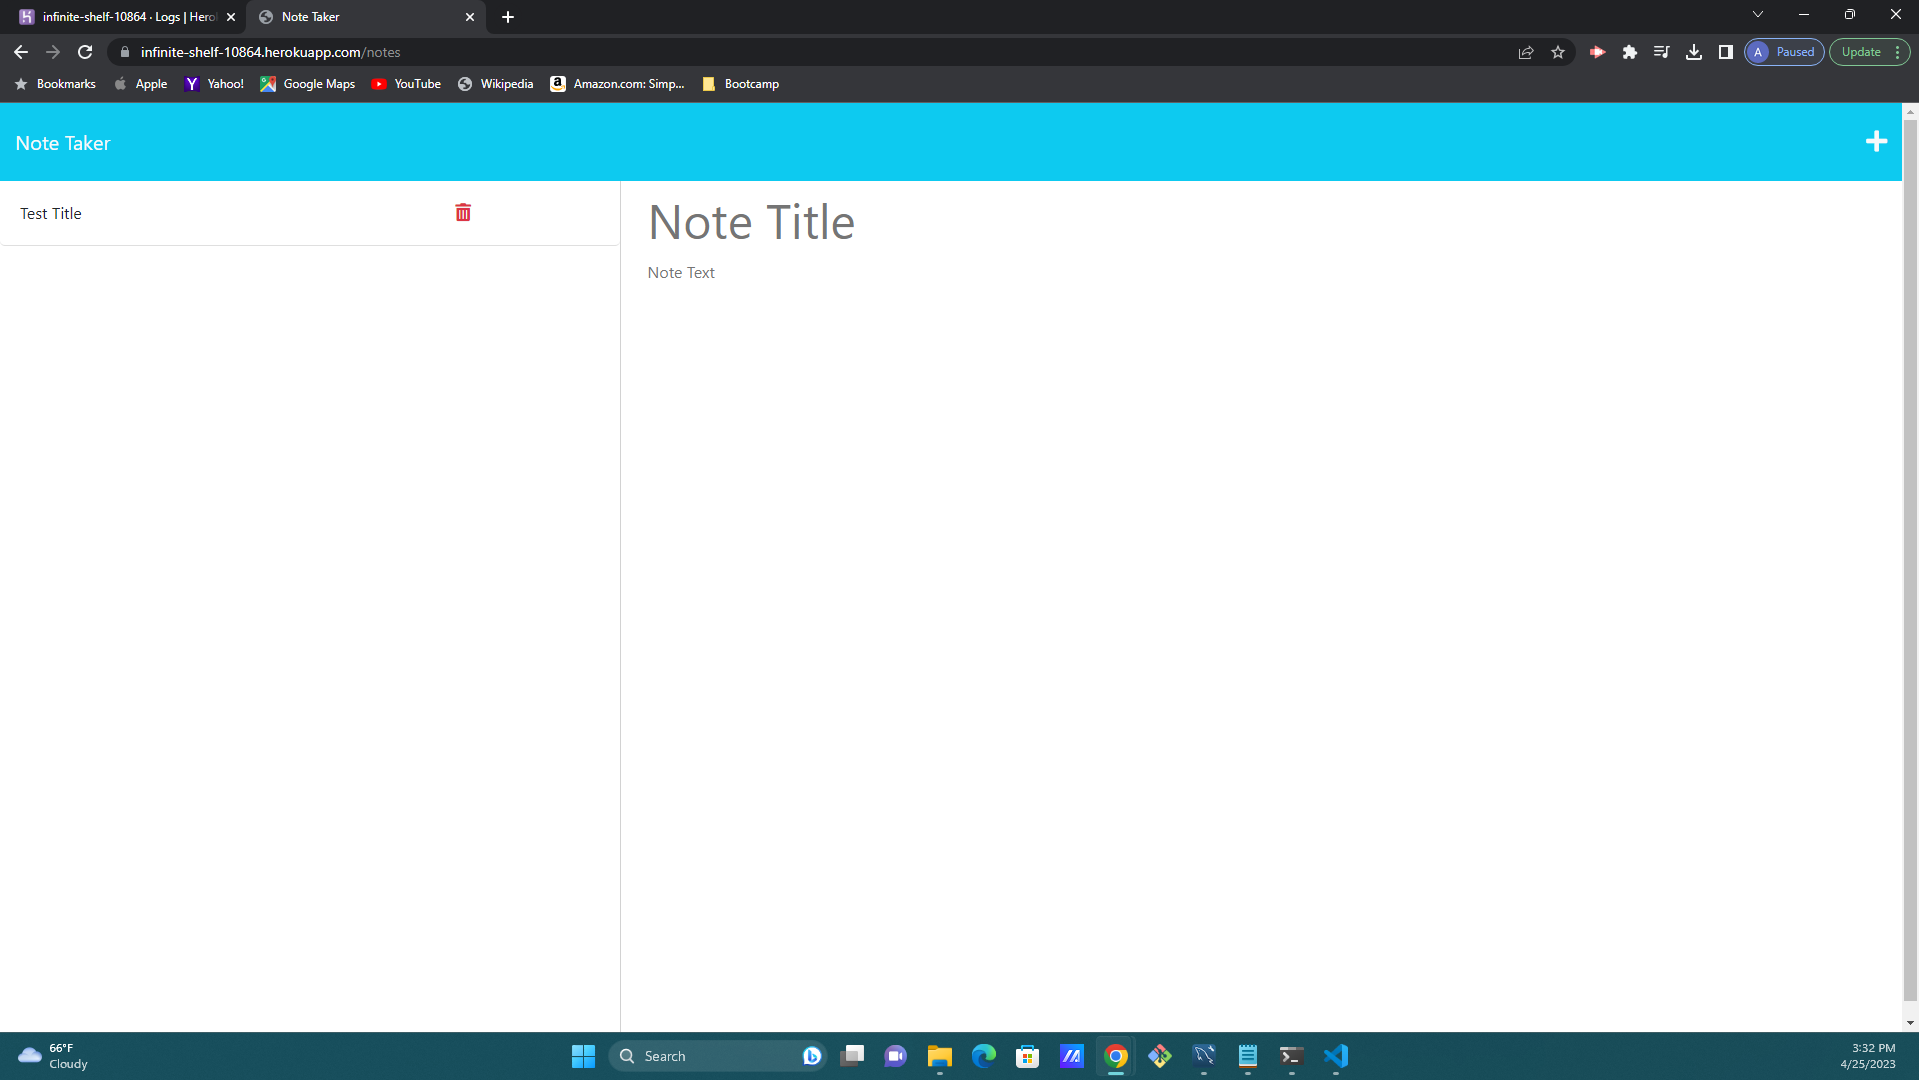 infinite-shelf-10864 · Logs | Hero
Note Taker
infinite-shelf-10864.herokuapp.com/notes
A Paused
Update
Bookmarks
Apple
Yahoo!
Google Maps
YouTube
Wikipedia
Amazon.com: Simp...
Bootcamp
Note Taker
Test Title
Note Title
Note Text
66°F
Cloudy
Search
3:32 PM
4/25/2023